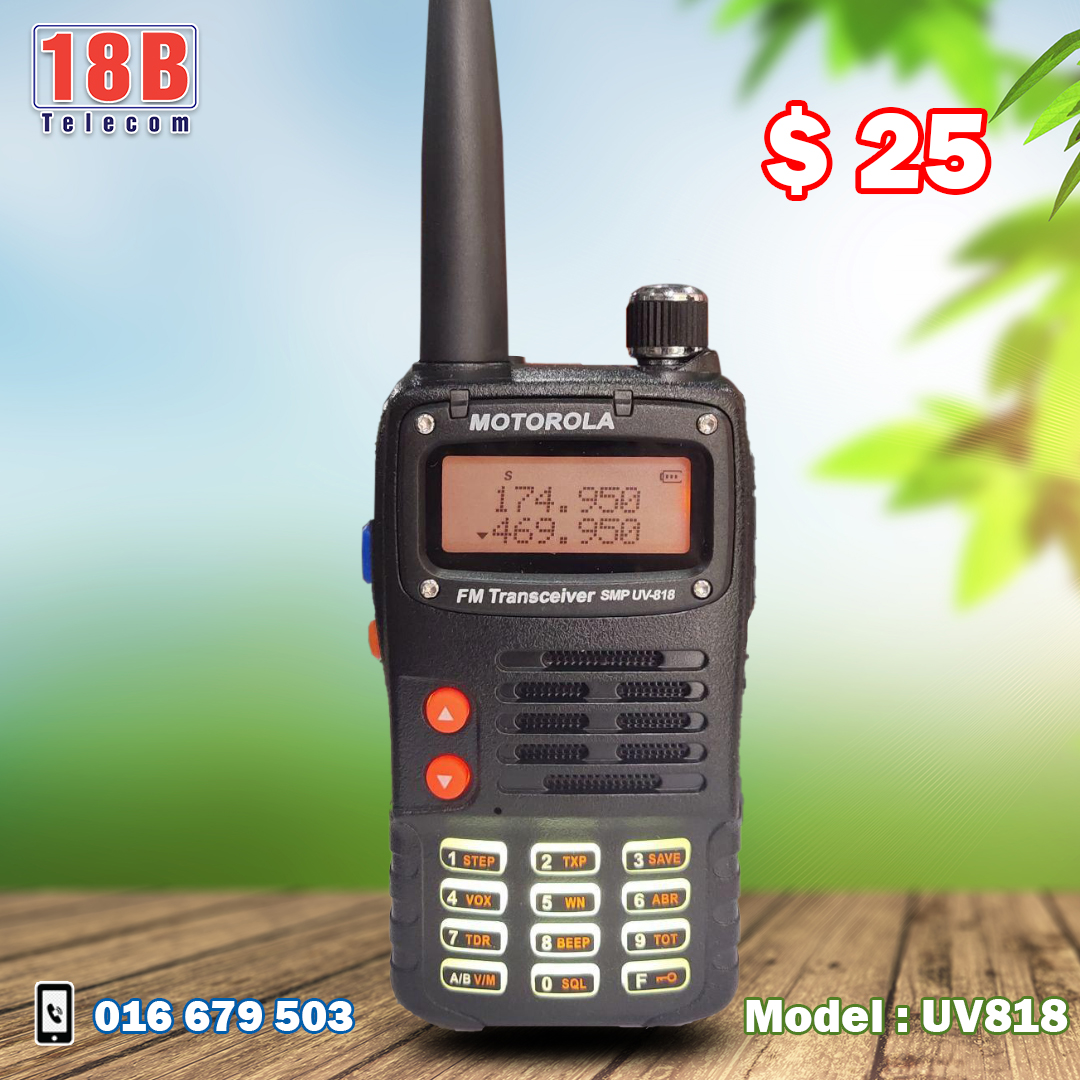 18B
Telecom
$ 25
MOTOROLA
S
174.950
469.950
FM Transceiver SMP UV-818
1 STEP 2 TXP 3 SAVE
4 VOX 5 WN 6 ABR
7 TDR 8 BEEP 9 TOT
A/B V/M 0 SQL F
016 679 503
Model : UV818